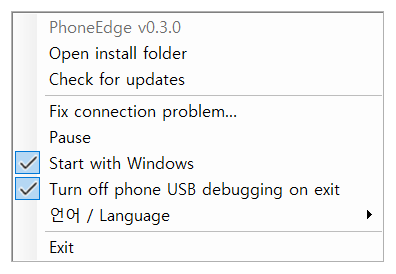 PhoneEdge v0.3.0
Open install folder
Check for updates
Fix connection problem...
Pause
Start with Windows
Turn off phone USB debugging on exit
언어 / Language
Exit